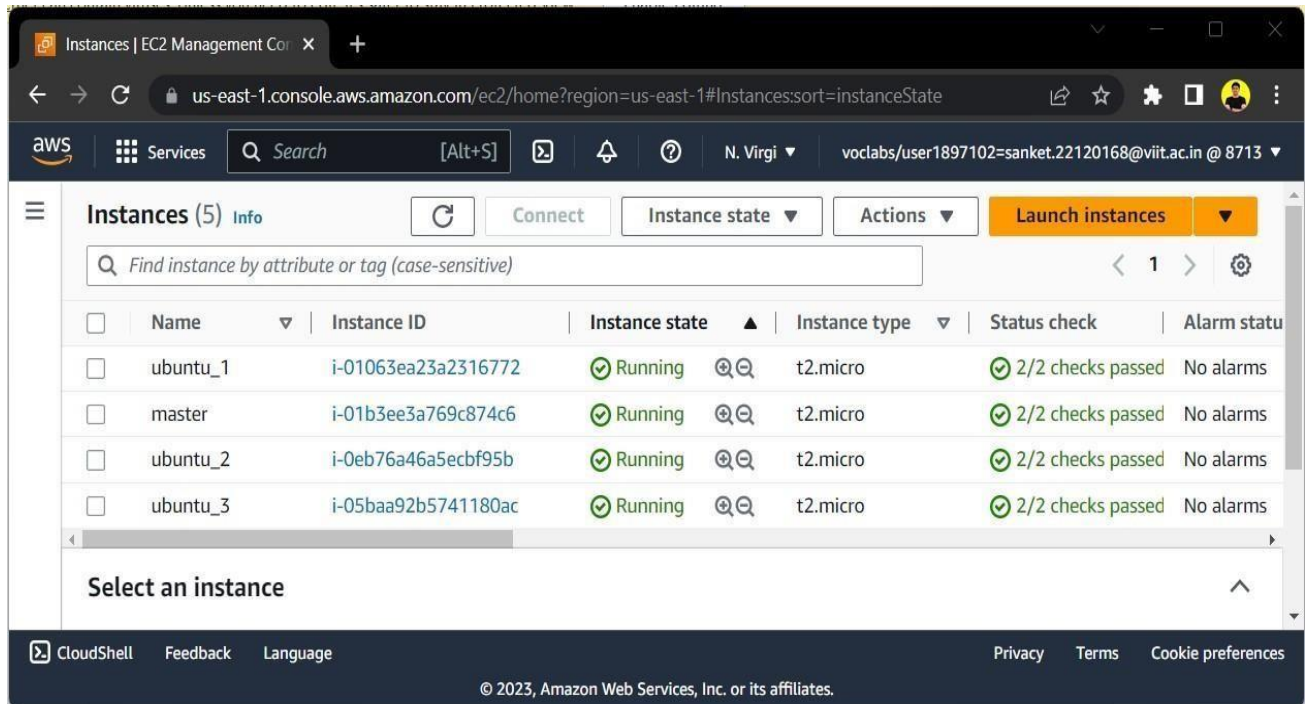 Instances | EC2 Management Con
us-east-1.console.aws.amazon.com/ec2/home?region=us-east-1#Instances:sort=instanceState
aws Services Search [Alt+S] N. Virgi voclabs/user1897102=sanket.22120168@viit.ac.in @ 8713
Instances (5) Info Connect Instance state Actions Launch instances
Find instance by attribute or tag (case-sensitive) 1
Name Instance ID Instance state Instance type Status check Alarm statu
ubuntu_1 i-01063ea23a2316772 Running t2.micro 2/2 checks passed No alarms
master i-01b3ee3a769c874c6 Running t2.micro 2/2 checks passed No alarms
ubuntu_2 i-0eb76a46a5ecbf95b Running t2.micro 2/2 checks passed No alarms
ubuntu_3 i-05baa92b5741180ac Running t2.micro 2/2 checks passed No alarms
Select an instance
CloudShell Feedback Language Privacy Terms Cookie preferences
© 2023, Amazon Web Services, Inc. or its affiliates.